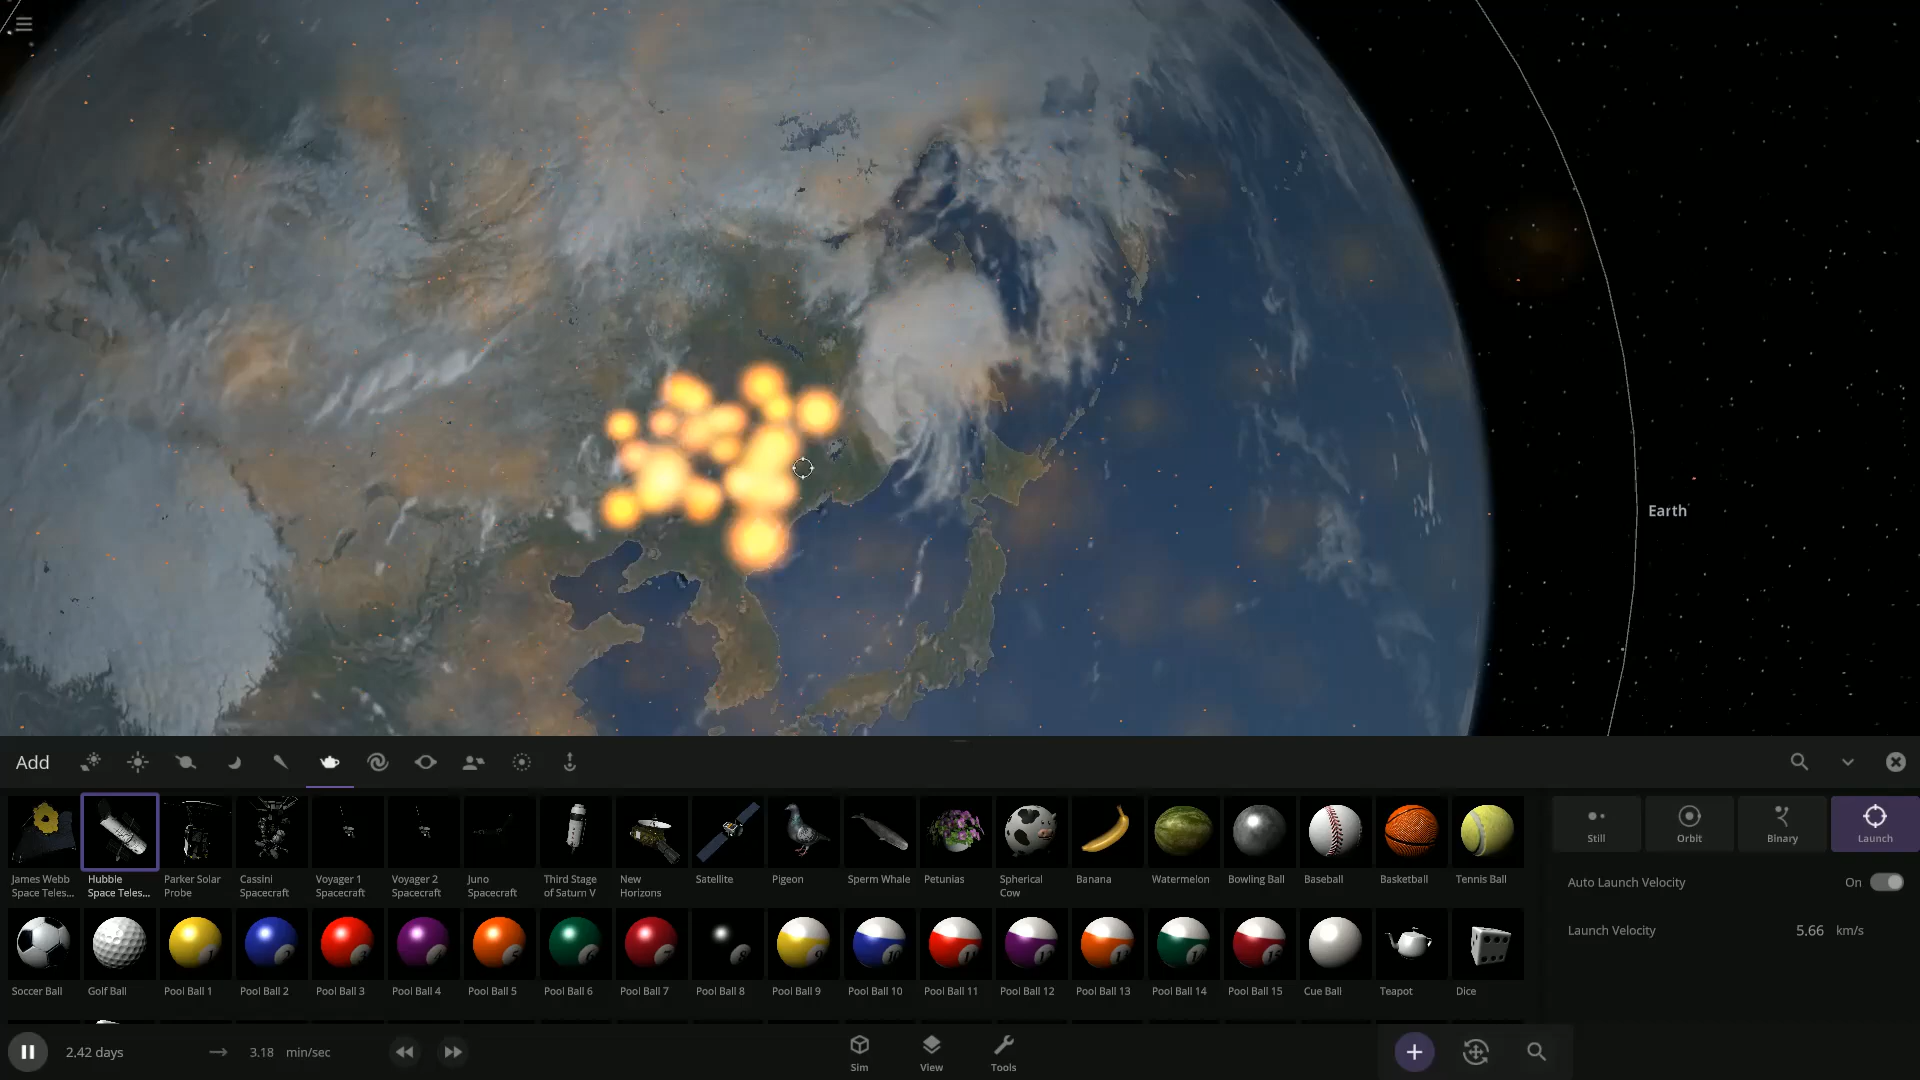 Earth
Add
James Webb
Space Teles...
Hubble
Space Teles...
Parker Solar
Probe
Cassini
Spacecraft
Voyager 1
Spacecraft
Voyager 2
Spacecraft
Juno
Spacecraft
Third Stage
of Saturn V
New
Horizons
Satellite
Pigeon
Sperm Whale
Petunias
Spherical
Cow
Banana
Watermelon
Bowling Ball
Baseball
Basketball
Tennis Ball
Still
Orbit
Binary
Launch
Auto Launch Velocity On
Launch Velocity 5.66 km/s
Soccer Ball
Golf Ball
Pool Ball 1
Pool Ball 2
Pool Ball 3
Pool Ball 4
Pool Ball 5
Pool Ball 6
Pool Ball 7
Pool Ball 8
Pool Ball 9
Pool Ball 10
Pool Ball 11
Pool Ball 12
Pool Ball 13
Pool Ball 14
Pool Ball 15
Cue Ball
Teapot
Dice
2.42 days → 3.18 min/sec
Sim
View
Tools